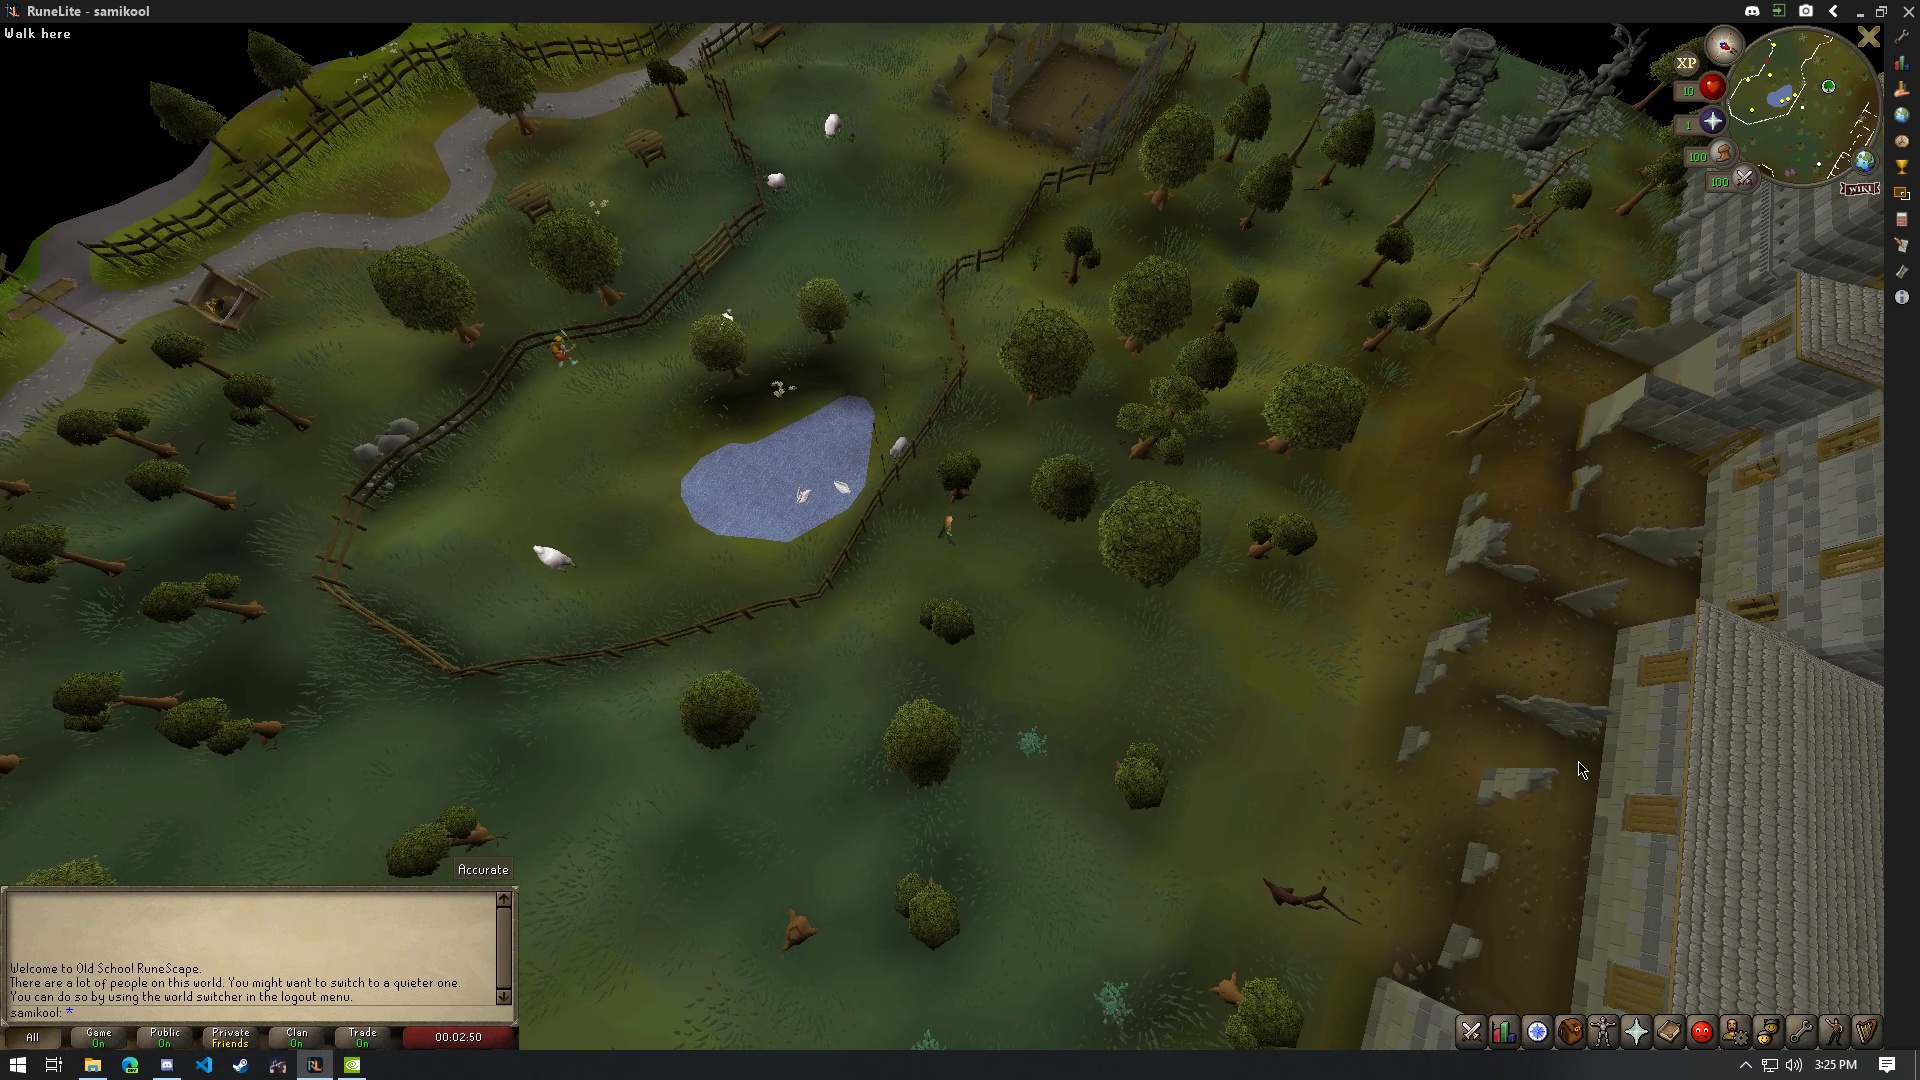 RuneLite - samikool
Walk here
XP
10
1
100
100
WIKI
Accurate
Welcome to Old School RuneScape.
There are a lot of people on this world. You might want to switch to a quieter one.
You can do so by using the world switcher in the logout menu.
samikool: *
All
Game
On
Public
On
Private
Friends
Clan
On
Trade
On
00:02:50
3:25 PM